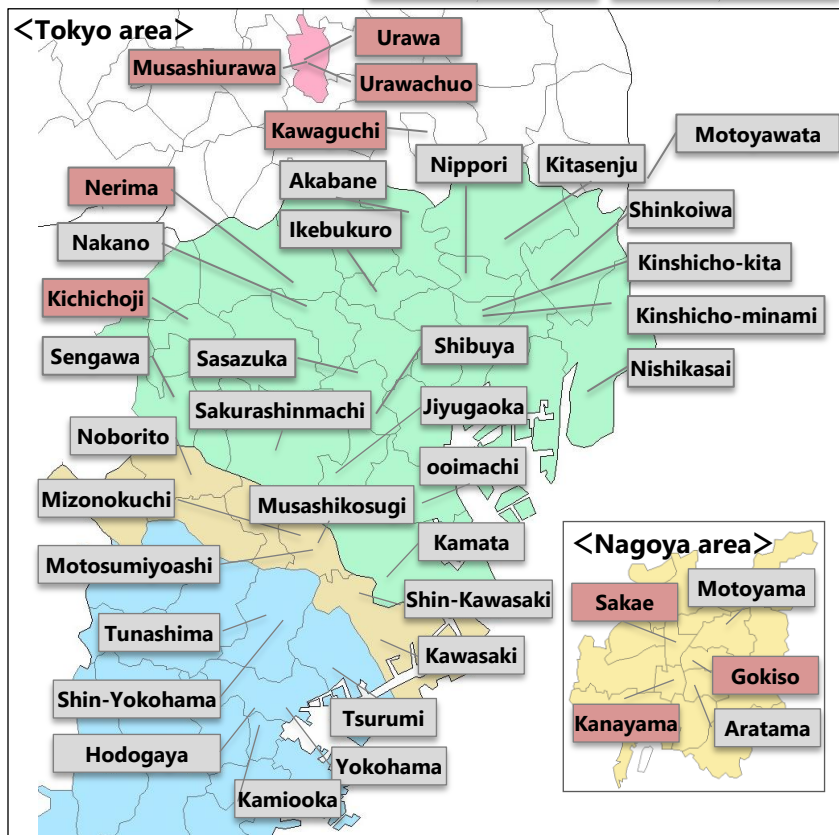 <Tokyo area>
Urawa
Musashiurawa
Urawachuo
Kawaguchi
Motoyawata
Nippori
Kitasenju
Akabane
Nerima
Shinkoiwa
Nakano
Ikebukuro
Kinshicho-kita
Kichichoji
Kinshicho-minami
Sengawa
Sasazuka
Shibuya
Nishikasai
Sakurashinmachi
Jiyugaoka
Noborito
ooimachi
Mizonokuchi
Musashikosugi
Motosumiyoashi
Kamata
Shin-Kawasaki
Tunashima
Kawasaki
Shin-Yokohama
Tsurumi
Hodogaya
Yokohama
Kamiooka
<Nagoya area>
Motoyama
Sakae
Gokiso
Kanayama
Aratama